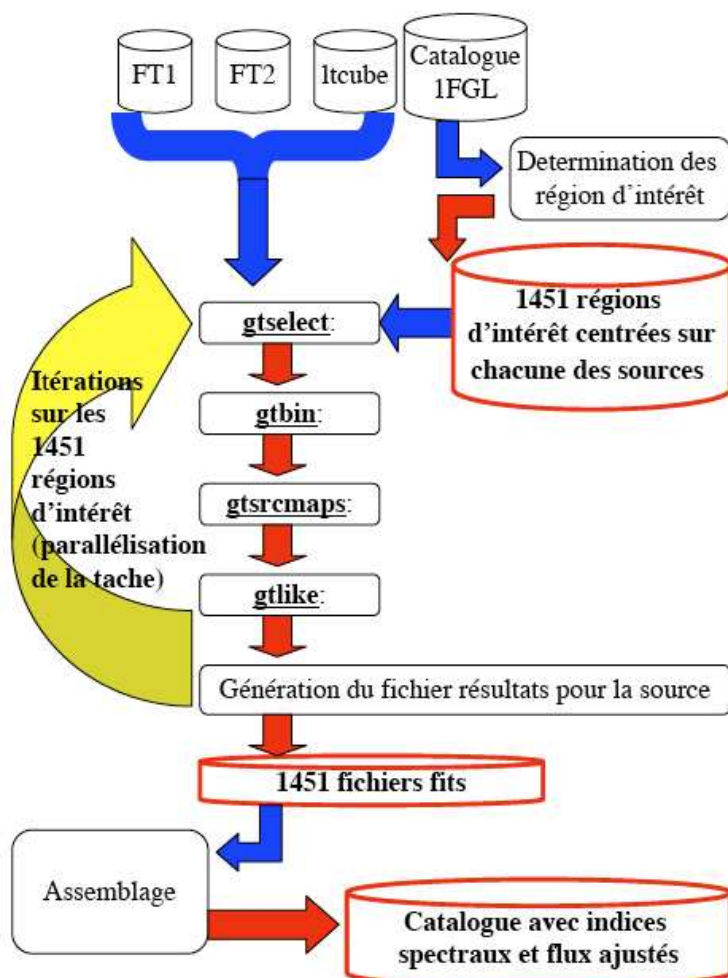 FT1
FT2
ltcube
Catalogue
1FGL
Determination des
région d'intérêt
1451 régions
d'intérêt centrées sur
chacune des sources
gtselect:
gtbin:
gtsrcmaps:
gtlike:
Itérations
sur les
1451
régions
d'intérêt
(parallélisation
de la tache)
Génération du fichier résultats pour la source
1451 fichiers fits
Assemblage
Catalogue avec indices
spectraux et flux ajustés